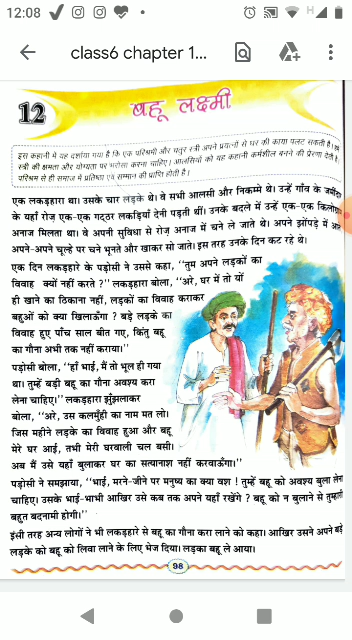 12:08
class6 chapter 1...
12
बहू लक्ष्मी
इस कहानी में यह दर्शाया गया है कि एक परिश्रमी और चतुर स्त्री अपने प्रयत्नों से घर की काया पलट सकती है।
स्त्री की क्षमता और योग्यता पर भरोसा करना चाहिए। आलसियों को यह कहानी कर्मशील बनने की प्रेरणा देती है।
परिश्रम से ही समाज में प्रतिष्ठा एवं सम्मान की प्राप्ति होती है।
एक लकड़हारा था। उसके चार लड़के थे। वे सभी आलसी और निकम्मे थे। उन्हें गाँव के जमींदार
के यहाँ रोज़ एक-एक गट्ठर लकड़ियाँ देनी पड़ती थीं। उनके बदले में उन्हें एक-एक किलोग्राम
अनाज मिलता था। वे अपनी सुविधा से रोज़ अनाज में चने ले जाते थे। अपने झोंपड़े में
अपने-अपने चूल्हे पर चने भूनते और खाकर सो जाते। इस तरह उनके दिन कट रहे थे।
एक दिन लकड़हारे के पड़ोसी ने उससे कहा, "तुम अपने लड़कों का
विवाह क्यों नहीं करते?" लकड़हारा बोला, "अरे, घर में तो यों
ही खाने का ठिकाना नहीं, लड़कों का विवाह कराकर
बहुओं को क्या खिलाऊँगा? बड़े लड़के का
विवाह हुए पाँच साल बीत गए, किंतु बहू
का गौना अभी तक नहीं कराया।"
पड़ोसी बोला, "हाँ भाई, मैं तो भूल ही गया
था। तुम्हें बड़ी बहू का गौना अवश्य करा
लेना चाहिए।" लकड़हारा झुँझलाकर
बोला, "अरे, उस कलमुँही का नाम मत लो।
जिस महीने लड़के का विवाह हुआ और बहू
मेरे घर आई, तभी मेरी घरवाली चल बसी।
अब मैं उसे यहाँ बुलाकर घर का सत्यानाश नहीं करवाऊँगा।"
पड़ोसी ने समझाया, "भाई, मरने-जीने पर मनुष्य का क्या वश! तुम्हें बहू को अवश्य बुला लेना
चाहिए। उसके भाई-भाभी आखिर उसे कब तक अपने यहाँ रखेंगे? बहू को न बुलाने से तुम्हारी
बहुत बदनामी होगी।"
इसी तरह अन्य लोगों ने भी लकड़हारे से बहू का गौना करा लाने को कहा। आखिर उसने अपने बड़े
लड़के को बहू को लिवा लाने के लिए भेज दिया। लड़का बहू ले आया।
98